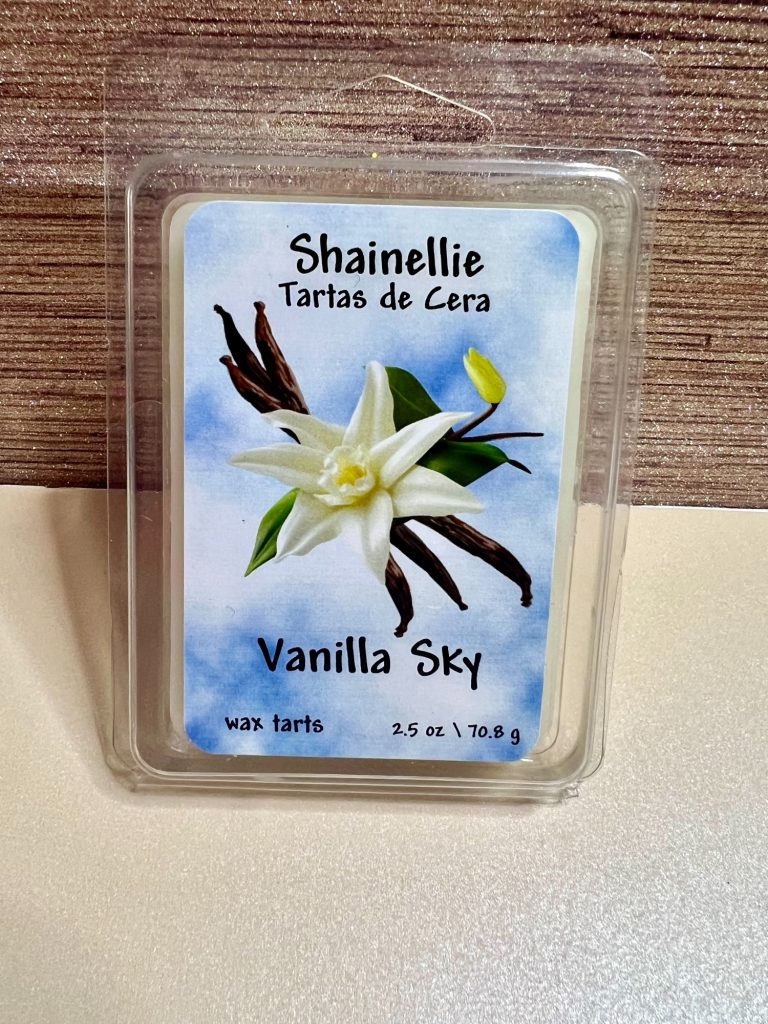 Shainellie
Tartas de Cera
Vanilla Sky
wax tarts
2.5 oz \ 70.8 g